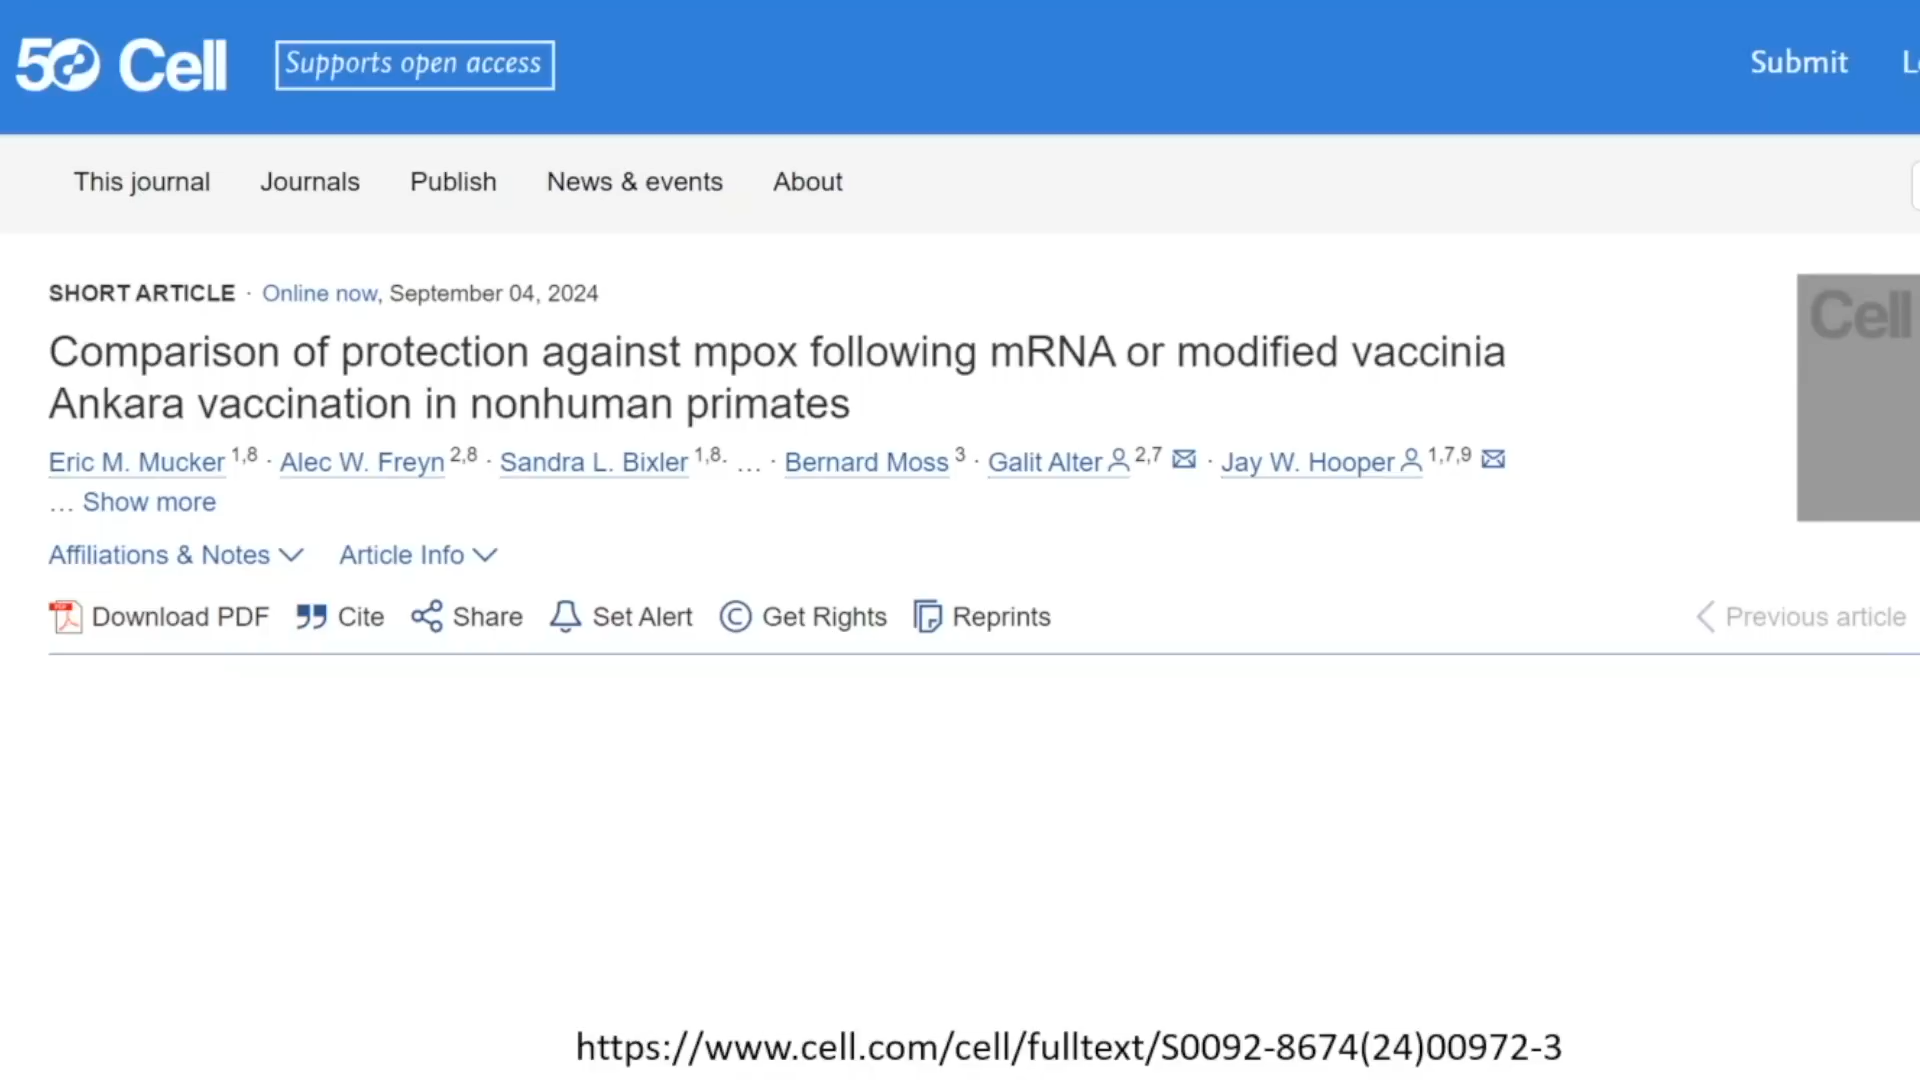 50 Cell
Supports open access
Submit
This journal Journals Publish News & events About
SHORT ARTICLE · Online now, September 04, 2024
Cell
Comparison of protection against mpox following mRNA or modified vaccinia
Ankara vaccination in nonhuman primates
Eric M. Mucker 1,8 · Alec W. Freyn 2,8 · Sandra L. Bixler 1,8 · … · Bernard Moss 3 · Galit Alter 2,7 · Jay W. Hooper 1,7,9
… Show more
Affiliations & Notes Article Info
Download PDF Cite Share Set Alert Get Rights Reprints
Previous article
https://www.cell.com/cell/fulltext/S0092-8674(24)00972-3